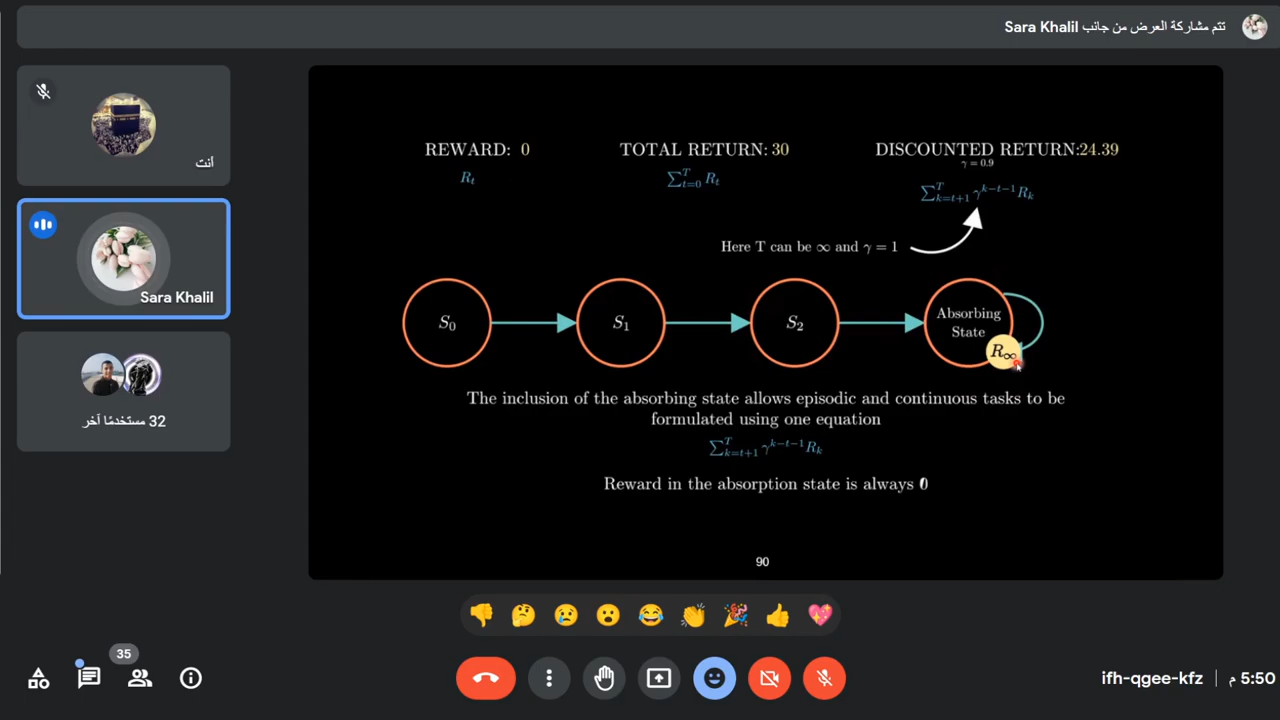 تتم مشاركة العرض من جانب Sara Khalil
أنت
Sara Khalil
32 مستخدمًا آخر
REWARD: 0
R_t
TOTAL RETURN: 30
∑_{t=0}^{T} R_t
DISCOUNTED RETURN:24.39
γ = 0.9
∑_{k=t+1}^{T} γ^{k-t-1} R_k
Here T can be ∞ and γ = 1
S_0
S_1
S_2
Absorbing
State
R_∞
The inclusion of the absorbing state allows episodic and continuous tasks to be
formulated using one equation
∑_{k=t+1}^{T} γ^{k-t-1} R_k
Reward in the absorption state is always 0
90
35
ifh-qgee-kfz
5:50 م